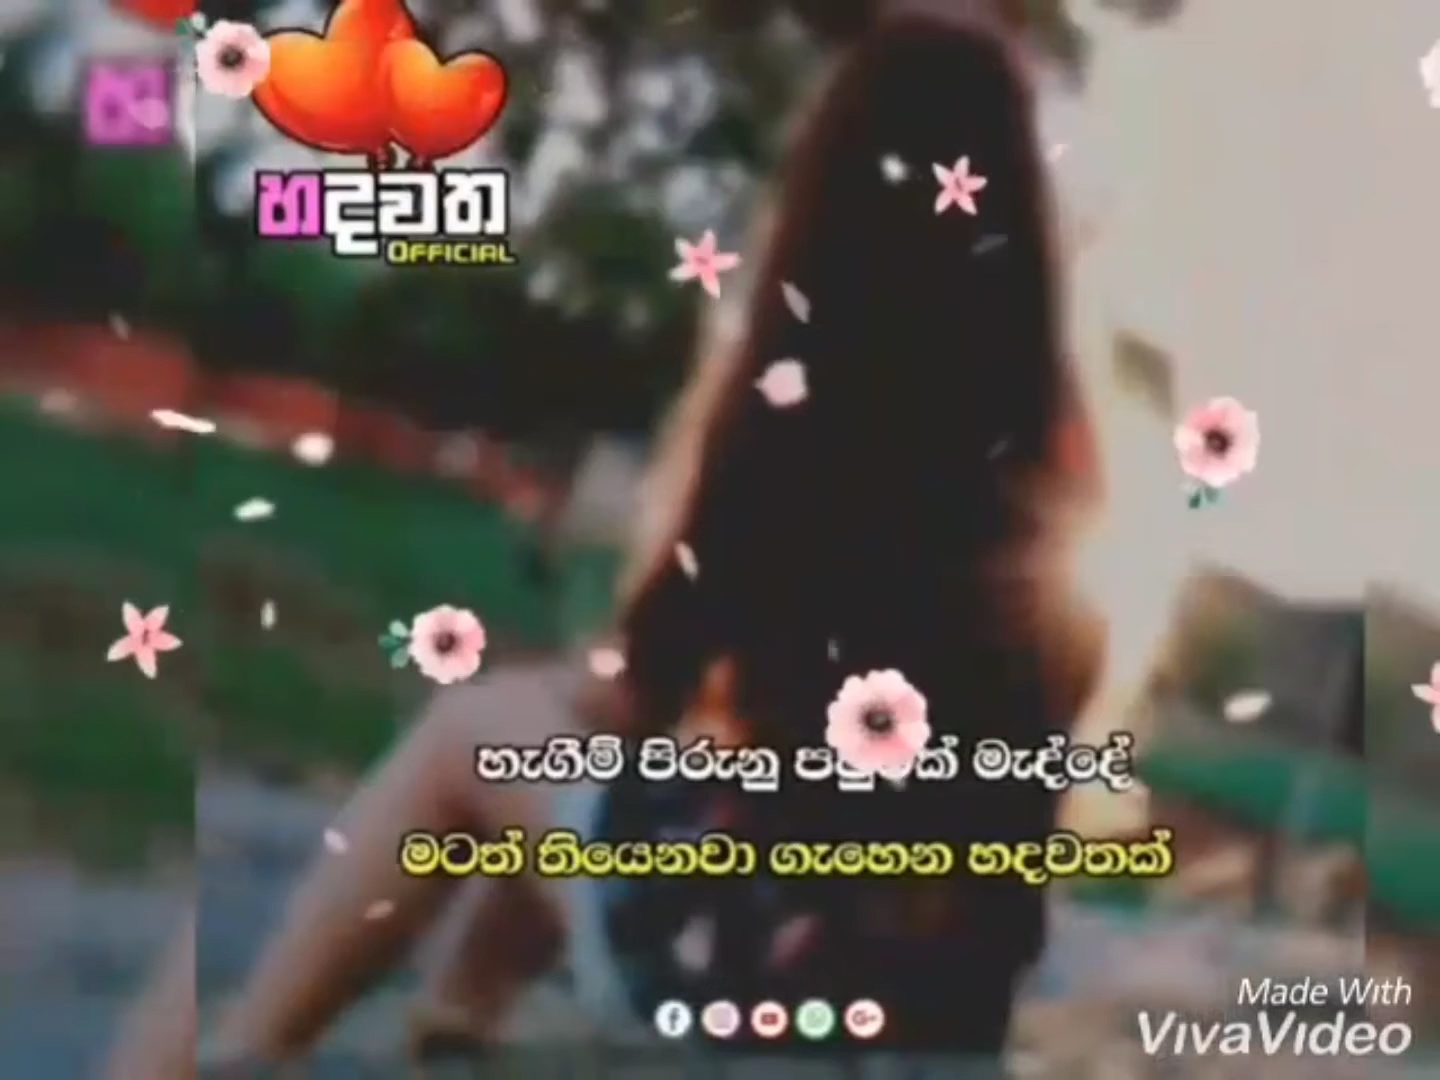 හදවත
OFFICIAL
හැගීම් පිරුනු මැද්දේ
මටත් තියෙනවා ගැහෙන හදවතක්
Made With
VivaVideo